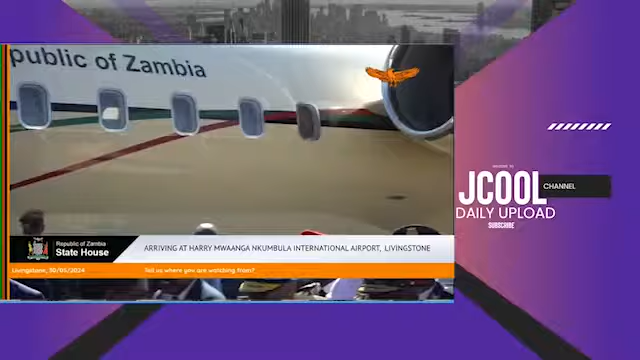 public of Zambia
Republic of Zambia
State House
ARRIVING AT HARRY MWAANGA NKUMBULA INTERNATIONAL AIRPORT, LIVINGSTONE
Livingstone, 30/05/2024
Tell us where you are watching from?
JCOOL
CHANNEL
DAILY UPLOAD
SUBSCRIBE